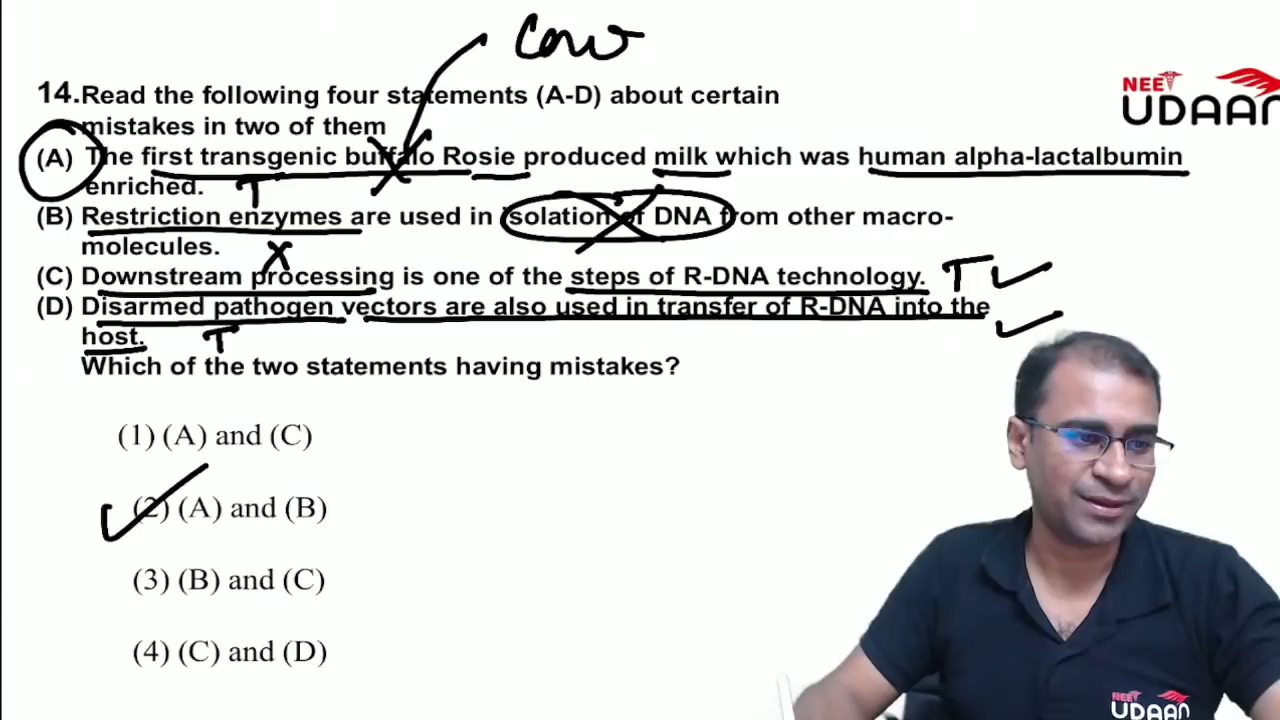 Cow
14.Read the following four statements (A-D) about certain
mistakes in two of them
(A) The first transgenic buffalo Rosie produced milk which was human alpha-lactalbumin
enriched. T
(B) Restriction enzymes are used in isolation of DNA from other macro-
molecules. X
(C) Downstream processing is one of the steps of R-DNA technology. T
(D) Disarmed pathogen vectors are also used in transfer of R-DNA into the
host. T
Which of the two statements having mistakes?
(1) (A) and (C)
(2) (A) and (B)
(3) (B) and (C)
(4) (C) and (D)
NEET
UDAAN
NEET
UDAAN